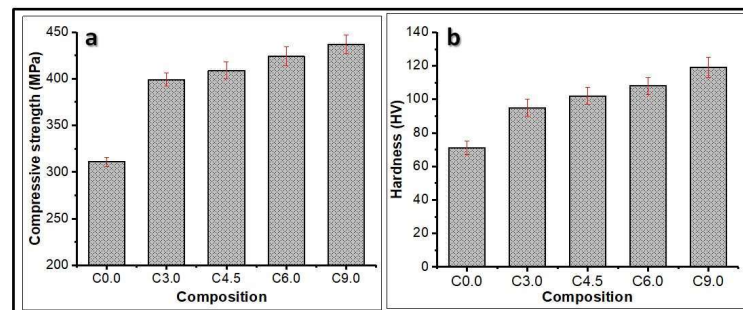 a
Compressive strength (MPa)
450
400
350
300
250
200
C0.0 C3.0 C4.5 C6.0 C9.0
Composition
b
Hardness (HV)
140
120
100
80
60
40
20
0
C0.0 C3.0 C4.5 C6.0 C9.0
Composition